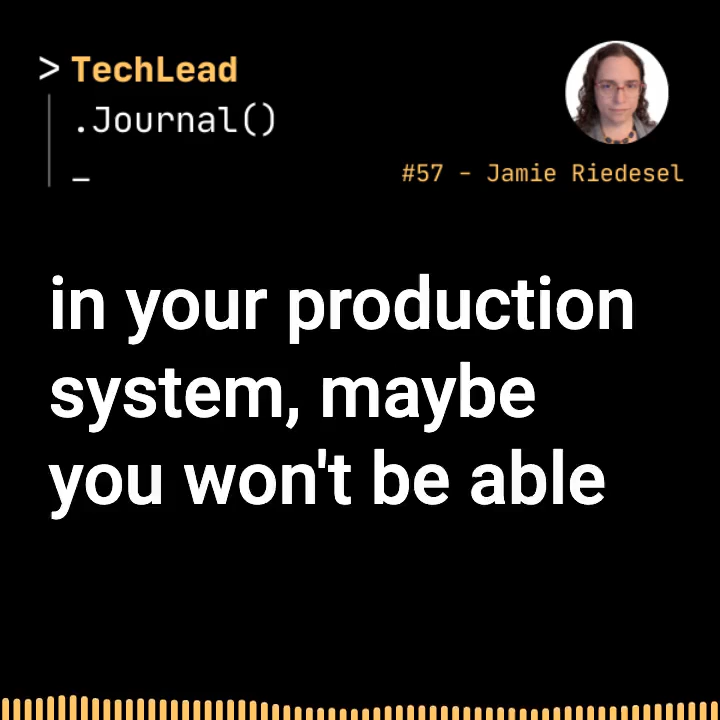 > TechLead
.Journal()
_
#57 - Jamie Riedesel
in your production
system, maybe
you won't be able